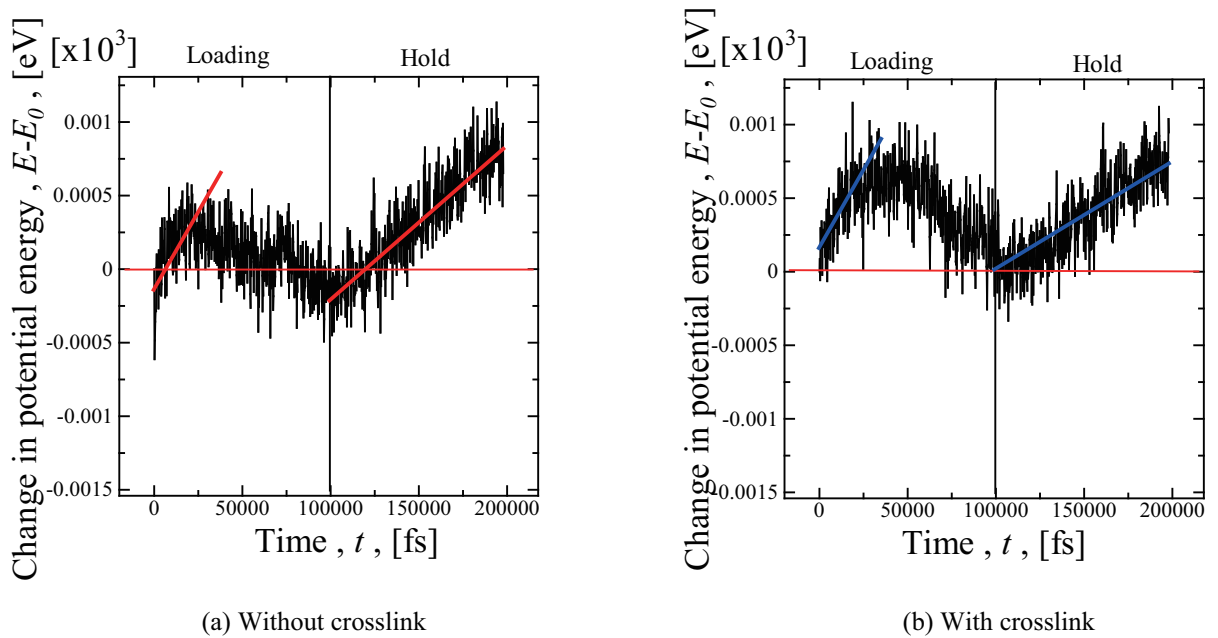 [x10³]
Loading
Hold
Change in potential energy , E-E₀ , [eV]
0.001
0.0005
0
-0.0005
-0.001
-0.0015
0
50000
100000
150000
200000
Time , t , [fs]
(a) Without crosslink
[x10³]
Loading
Hold
Change in potential energy , E-E₀ , [eV]
0.001
0.0005
0
-0.0005
-0.001
-0.0015
0
50000
100000
150000
200000
Time , t , [fs]
(b) With crosslink